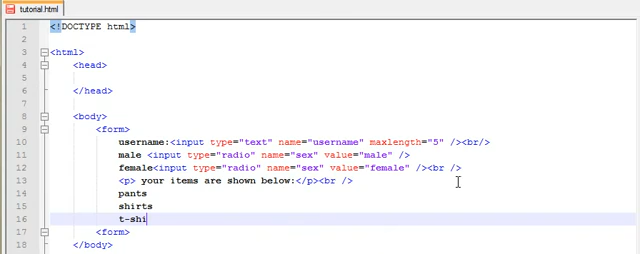 tutorial.html
1 <!DOCTYPE html>
2
3 <html>
4 <head>
5
6 </head>
7
8 <body>
9 <form>
10 username:<input type="text" name="username" maxlength="5" /><br/>
11 male <input type="radio" name="sex" value="male" />
12 female<input type="radio" name="sex" value="female" /><br />
13 <p> your items are shown below:</p><br />
14 pants
15 shirts
16 t-shi
17 <form>
18 </body>